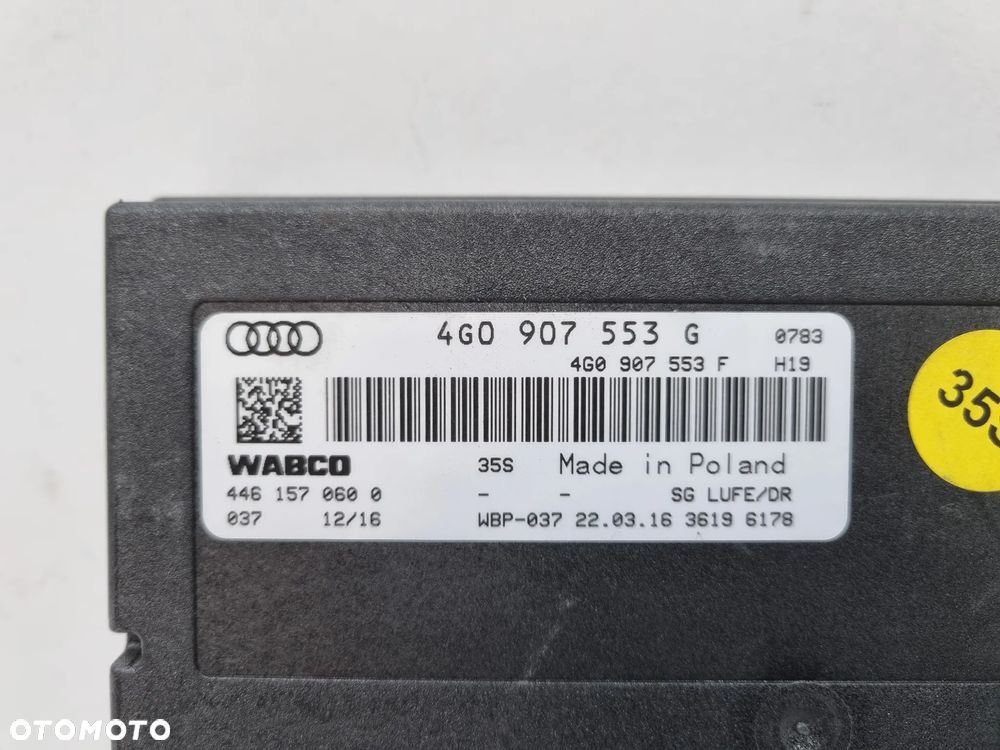 4G0 907 553 G 0783
4G0 907 553 F H19
WABCO 35S Made in Poland
446 157 060 0 - - SG LUFE/DR
037 12/16 WBP-037 22.03.16 3619 6178
OTOMOTO